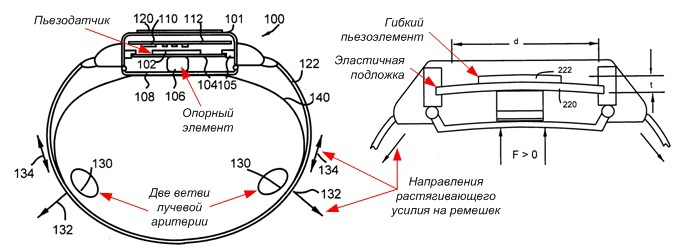 120 110 112 101 100
Пьезодатчик
102
122
104 105
108 106
140
Опорный
элемент
134 130 130 134
132 132
Две ветви
лучевой
аритерии
Гибкий
пьезоэлемент
d
Эластичная
подложка
222
t
220
F > 0
Направления
растягивающего
усилия на ремешек